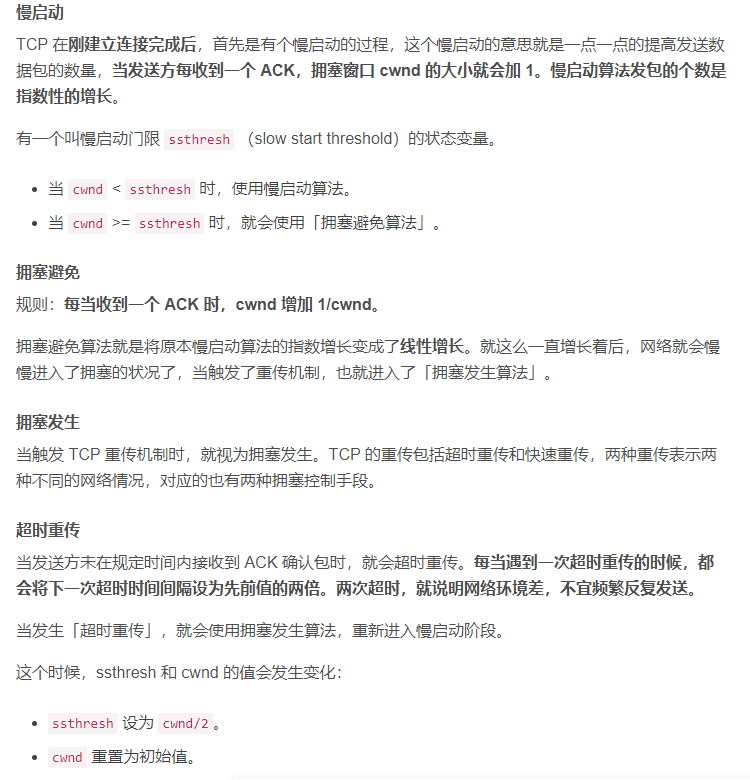 慢启动
TCP 在刚建立连接完成后，首先是有个慢启动的过程，这个慢启动的意思就是一点一点的提高发送数
据包的数量，当发送方每收到一个 ACK，拥塞窗口 cwnd 的大小就会加 1。慢启动算法发包的个数是
指数性的增长。
有一个叫慢启动门限 ssthresh （slow start threshold）的状态变量。
• 当 cwnd < ssthresh 时，使用慢启动算法。
• 当 cwnd >= ssthresh 时，就会使用「拥塞避免算法」。
拥塞避免
规则：每当收到一个 ACK 时，cwnd 增加 1/cwnd。
拥塞避免算法就是将原本慢启动算法的指数增长变成了线性增长。就这么一直增长着后，网络就会慢
慢进入了拥塞的状况了，当触发了重传机制，也就进入了「拥塞发生算法」。
拥塞发生
当触发 TCP 重传机制时，就视为拥塞发生。TCP 的重传包括超时重传和快速重传，两种重传表示两
种不同的网络情况，对应的也有两种拥塞控制手段。
超时重传
当发送方未在规定时间内接收到 ACK 确认包时，就会超时重传。每当遇到一次超时重传的时候，都
会将下一次超时时间间隔设为先前值的两倍。两次超时，就说明网络环境差，不宜频繁反复发送。
当发生「超时重传」，就会使用拥塞发生算法，重新进入慢启动阶段。
这个时候，ssthresh 和 cwnd 的值会发生变化：
• ssthresh 设为 cwnd/2。
• cwnd 重置为初始值。